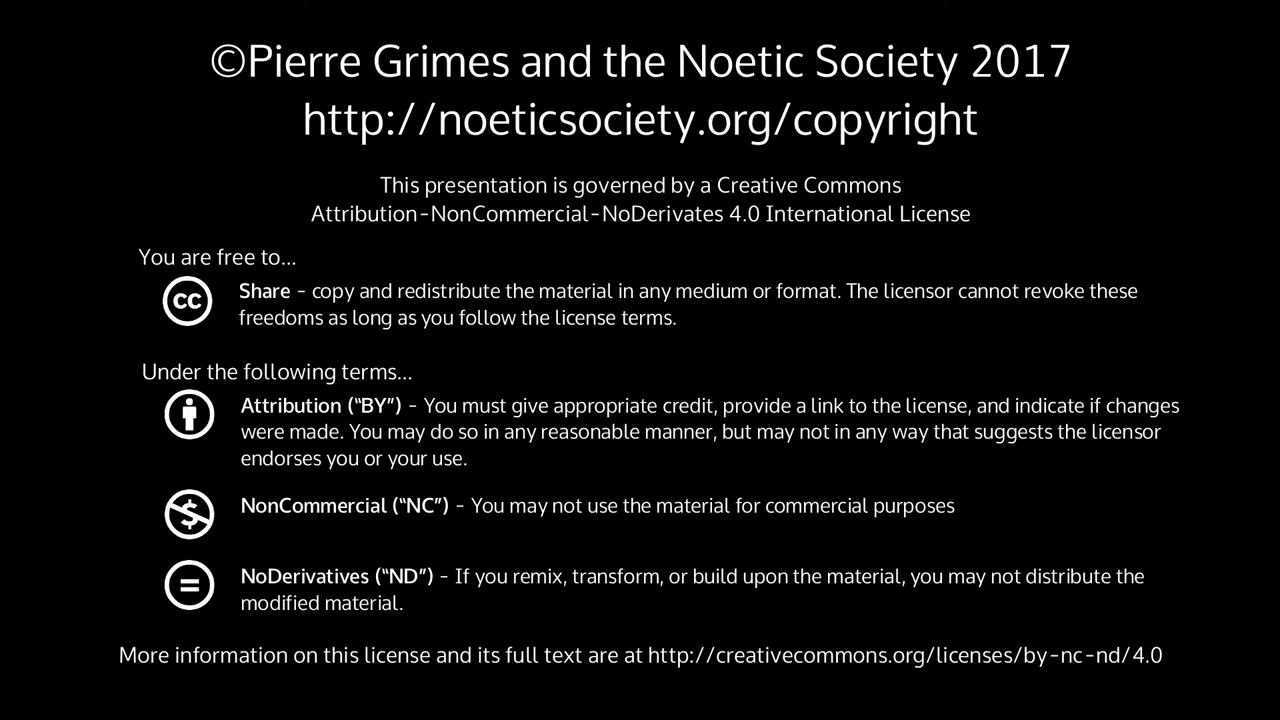 ©Pierre Grimes and the Noetic Society 2017
http://noeticsociety.org/copyright
This presentation is governed by a Creative Commons
Attribution-NonCommercial-NoDerivates 4.0 International License
You are free to...
cc
Share - copy and redistribute the material in any medium or format. The licensor cannot revoke these
freedoms as long as you follow the license terms.
Under the following terms...
Attribution (“BY”) - You must give appropriate credit, provide a link to the license, and indicate if changes
were made. You may do so in any reasonable manner, but may not in any way that suggests the licensor
endorses you or your use.
$
NonCommercial (“NC”) - You may not use the material for commercial purposes
=
NoDerivatives (“ND”) - If you remix, transform, or build upon the material, you may not distribute the
modified material.
More information on this license and its full text are at http://creativecommons.org/licenses/by-nc-nd/4.0